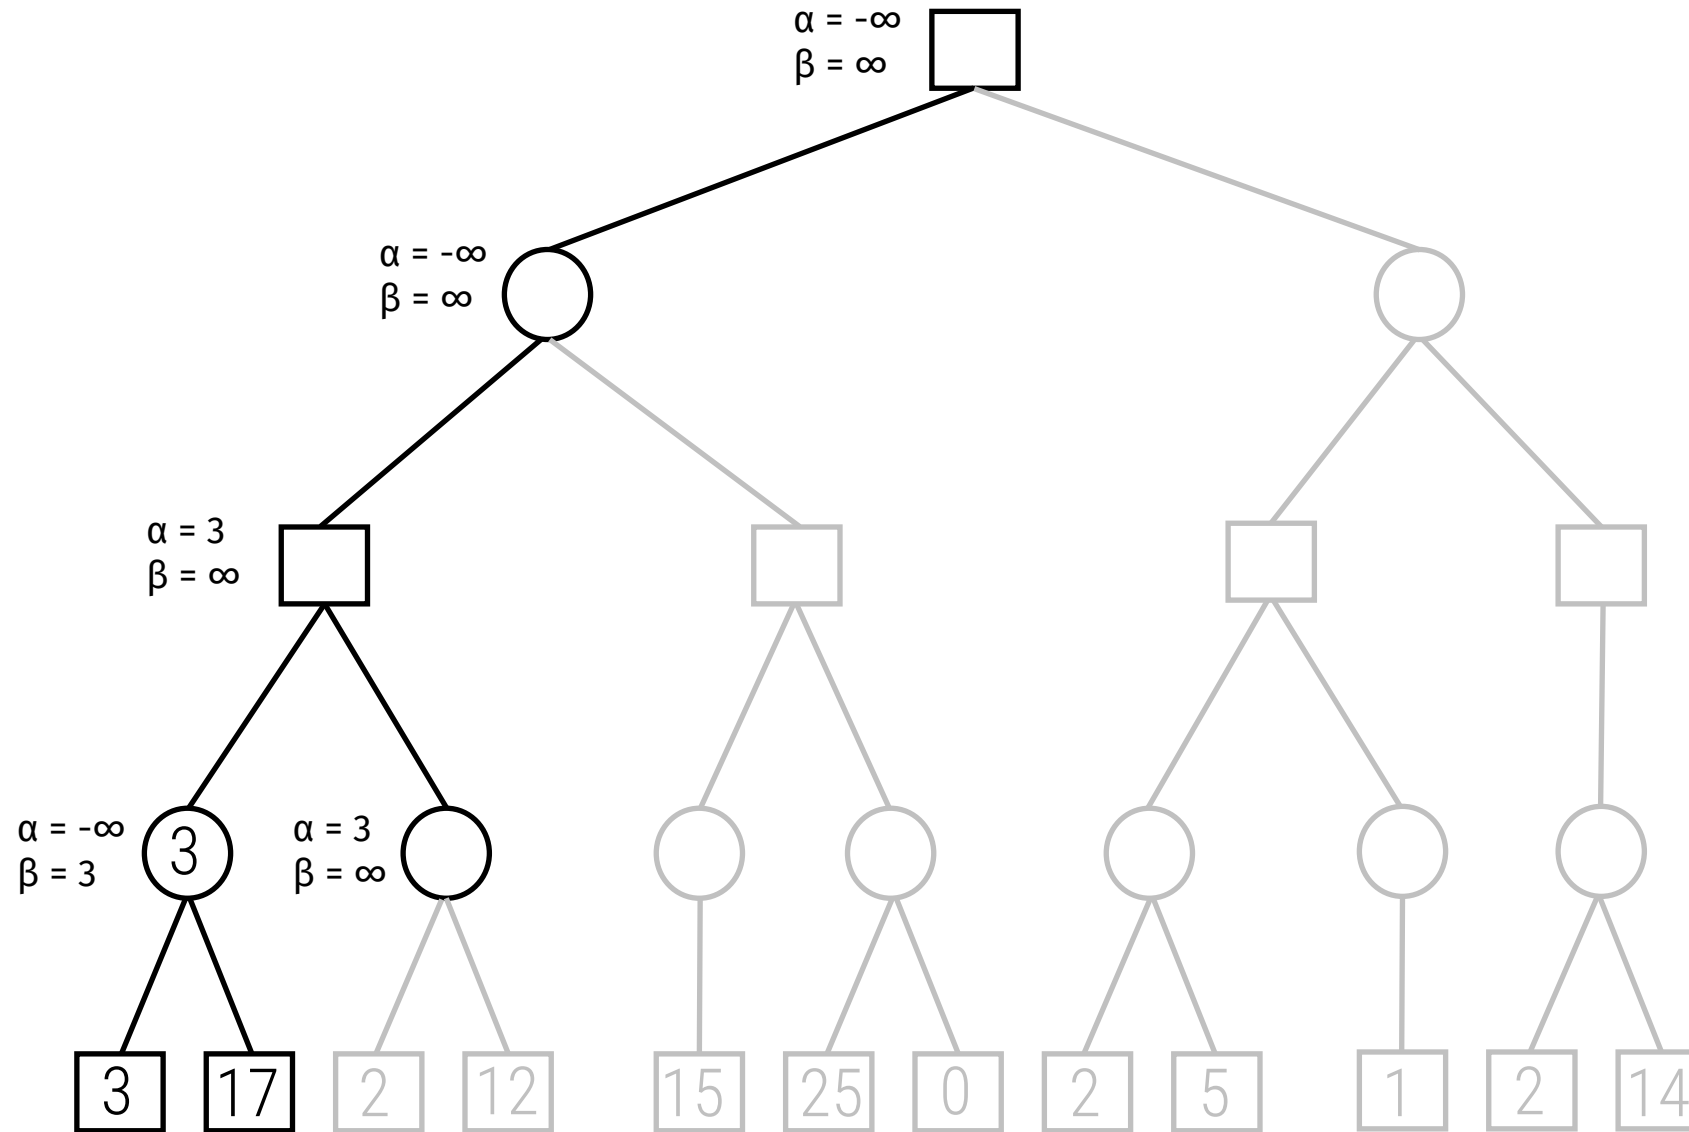 α = -∞
β = ∞
α = -∞
β = ∞
α = 3
β = ∞
α = -∞
β = 3
3
α = 3
β = ∞
3
17
2
12
15
25
0
2
5
1
2
14